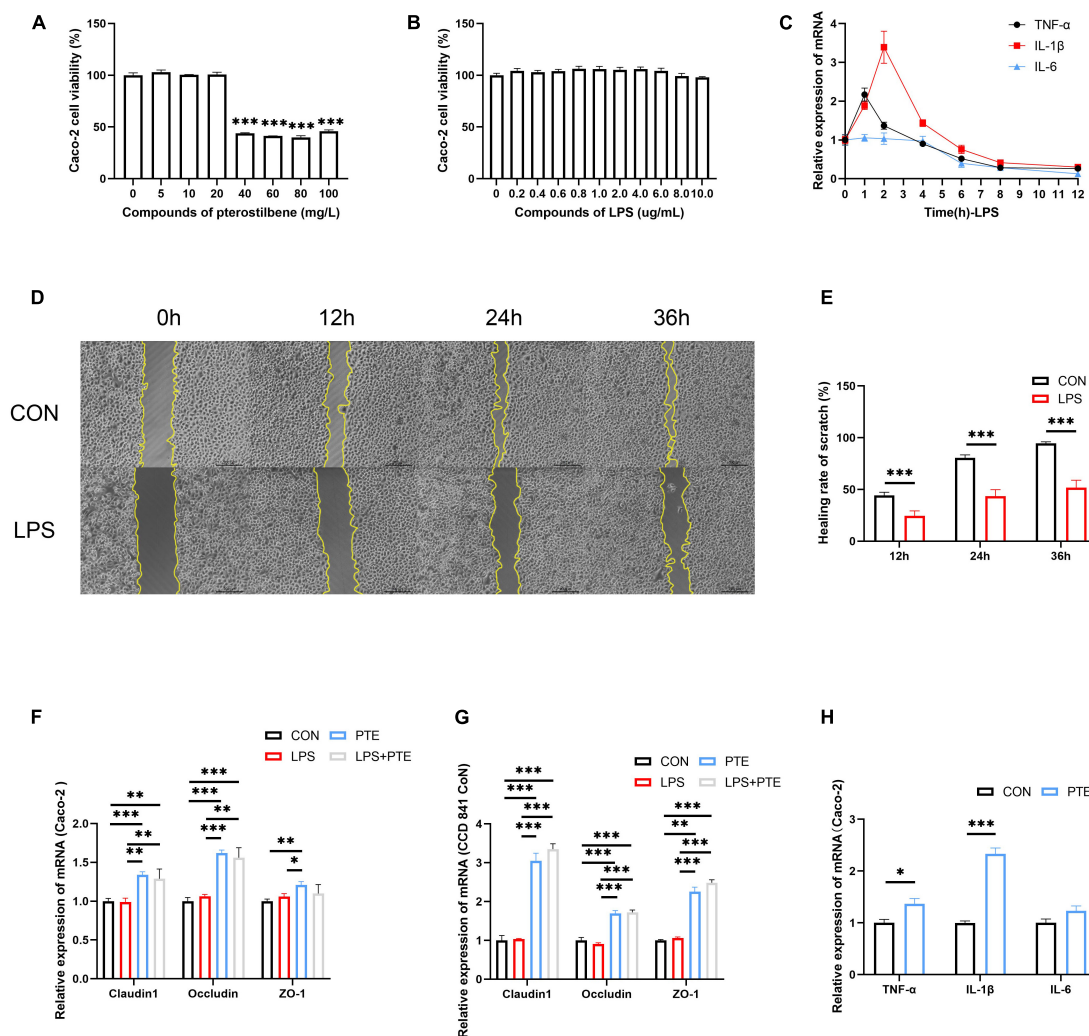 A
Caco-2 cell viability (%)
150
100
50
0
*** *** *** ***
0 5 10 20 40 60 80 100
Compounds of pterostilbene (mg/L)
B
Caco-2 cell viability (%)
150
100
50
0
0 0.2 0.4 0.6 0.8 1.0 2.0 4.0 6.0 8.0 10.0
Compounds of LPS (ug/mL)
C
Relative expression of mRNA
4
3
2
1
0
TNF-α
IL-1β
IL-6
0 1 2 3 4 5 6 7 8 9 10 11 12
Time(h)-LPS
D
0h 12h 24h 36h
CON
LPS
E
Healing rate of scratch (%)
150
100
50
0
CON
LPS
***
***
***
12h 24h 36h
F
CON PTE
LPS LPS+PTE
Relative expression of mRNA (Caco-2 )
2.0
1.5
1.0
0.5
0.0
**
***
**
**
***
***
**
***
**
*
Claudin1 Occludin ZO-1
G
CON PTE
LPS LPS+PTE
Relative expression of mRNA (CCD 841 CoN)
4
3
2
1
0
***
***
***
***
***
***
***
***
***
**
***
***
Claudin1 Occludin ZO-1
H
CON PTE
Relative expression of mRNA(Caco-2)
3
2
1
0
*
***
TNF-α IL-1β IL-6